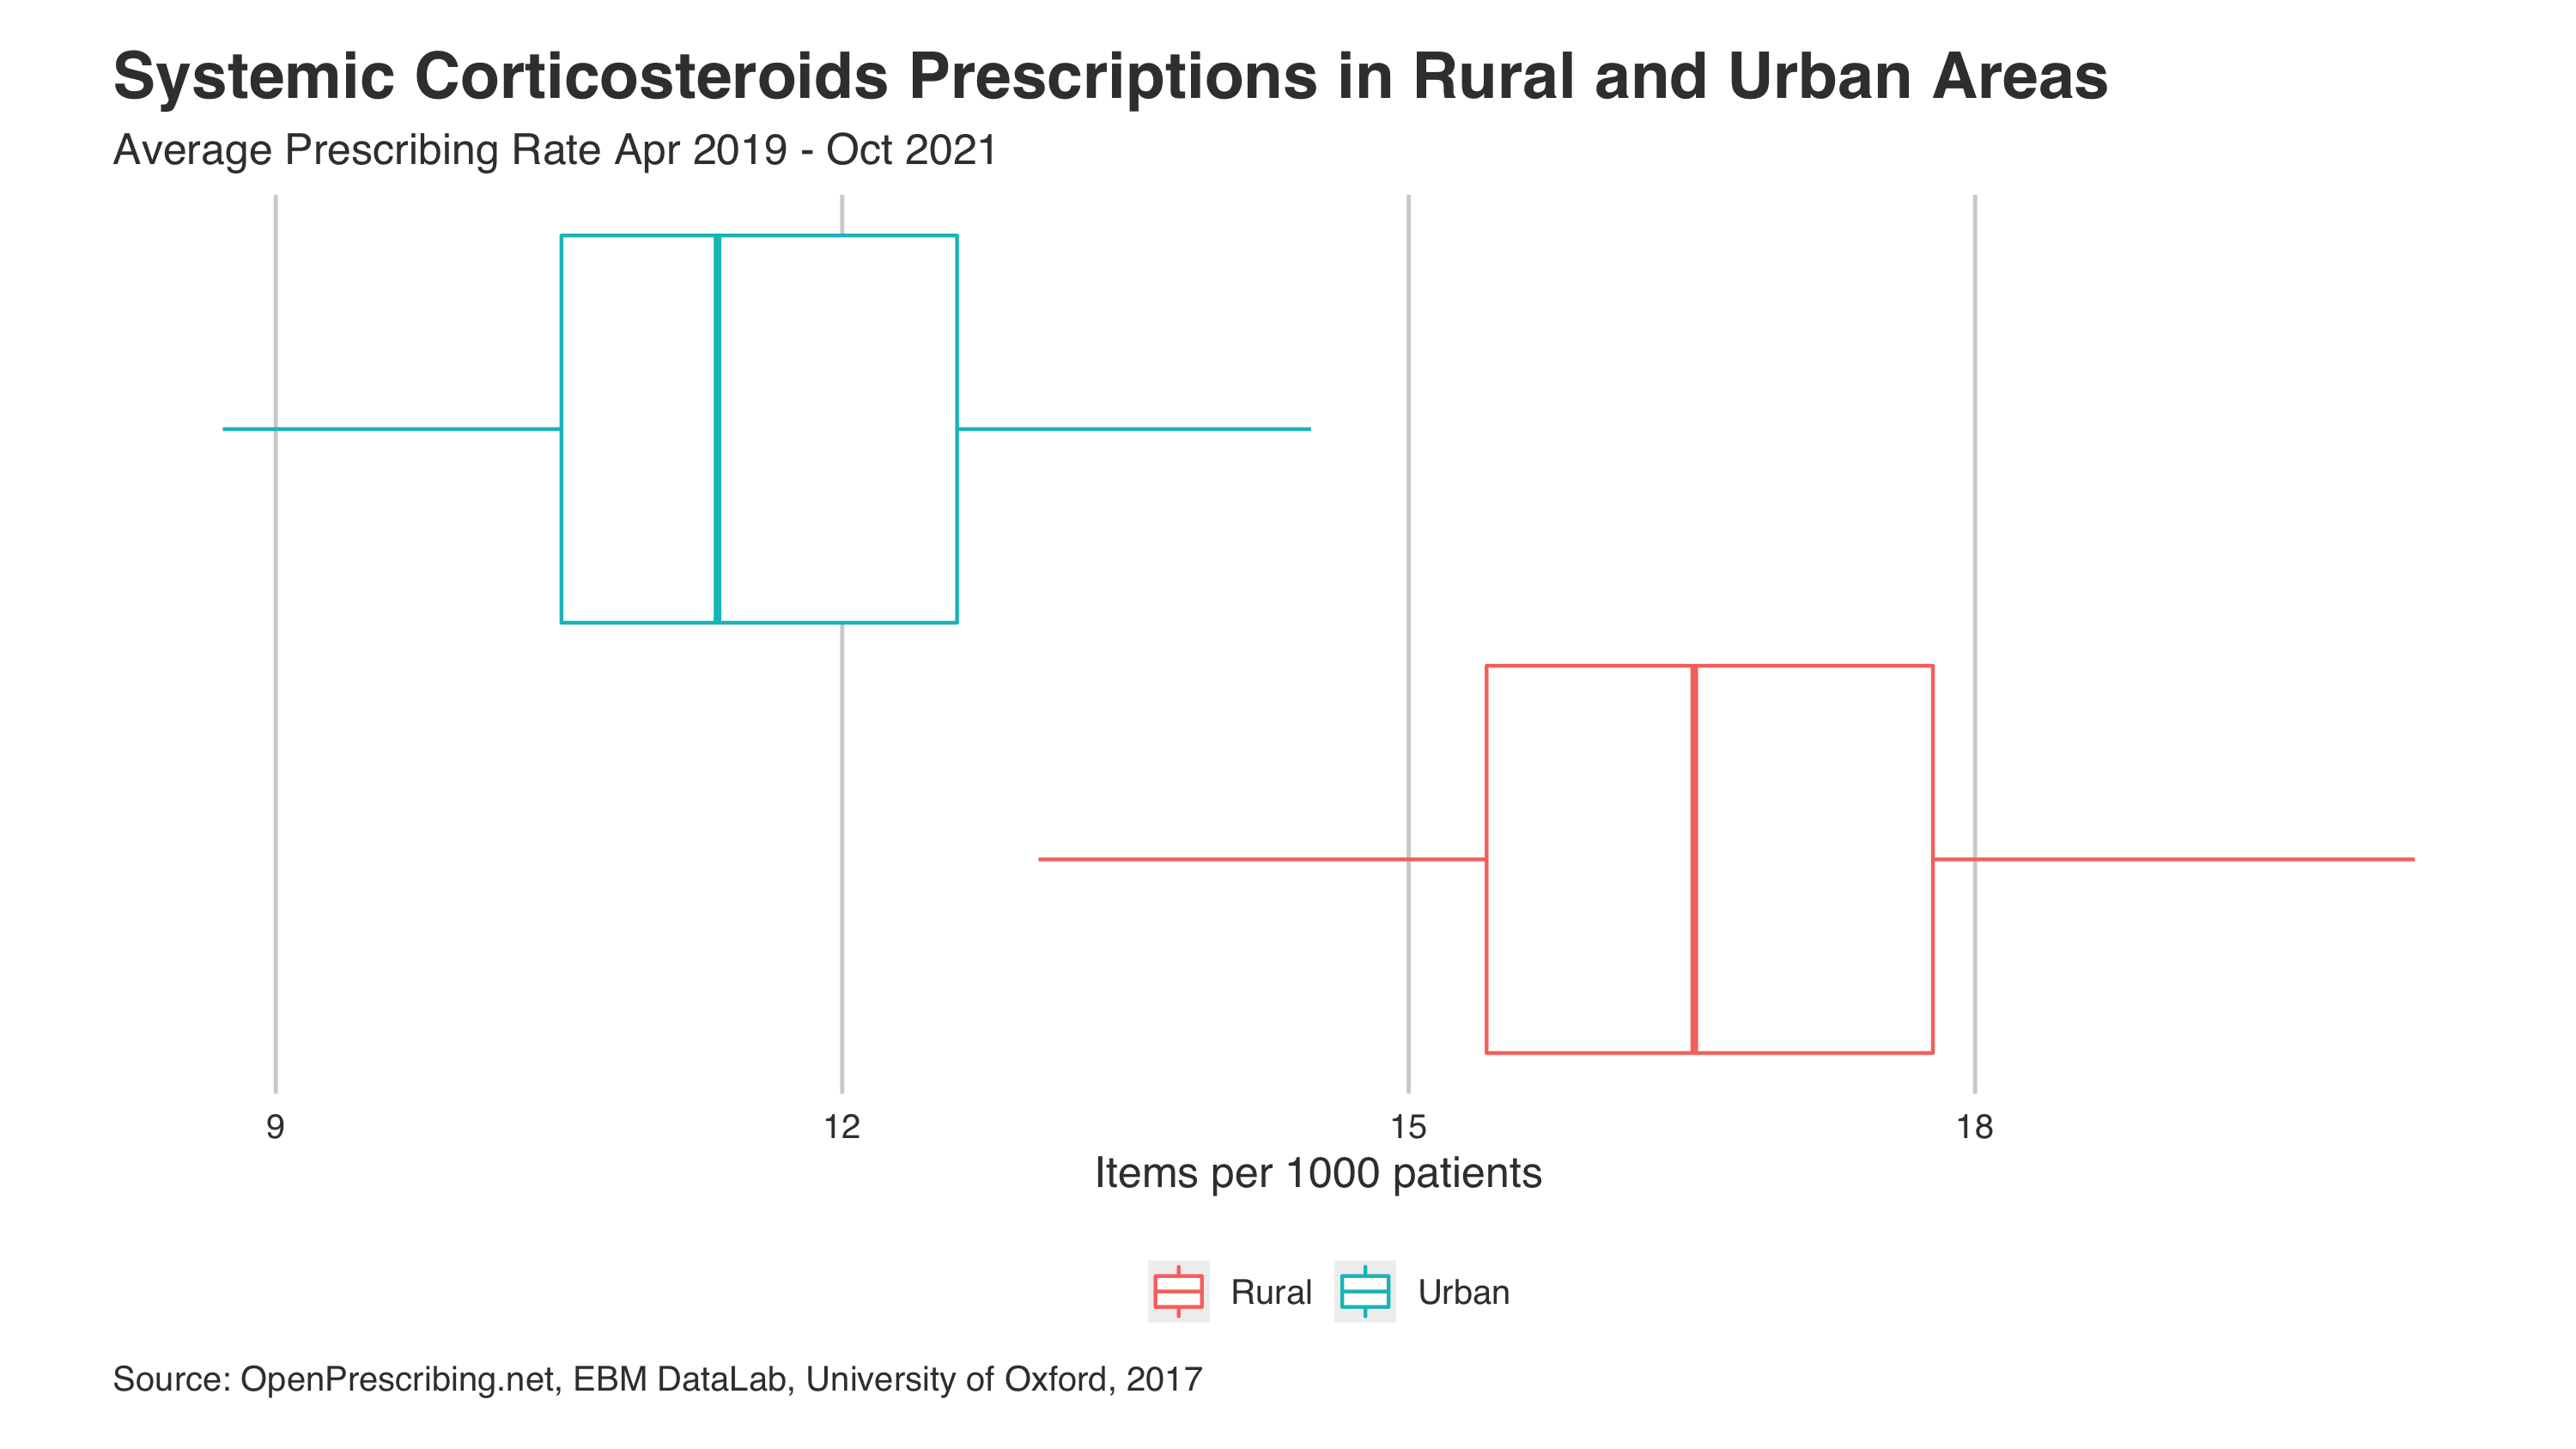 Systemic Corticosteroids Prescriptions in Rural and Urban Areas
Average Prescribing Rate Apr 2019 - Oct 2021
9 12 15 18
Items per 1000 patients
Rural Urban
Source: OpenPrescribing.net, EBM DataLab, University of Oxford, 2017